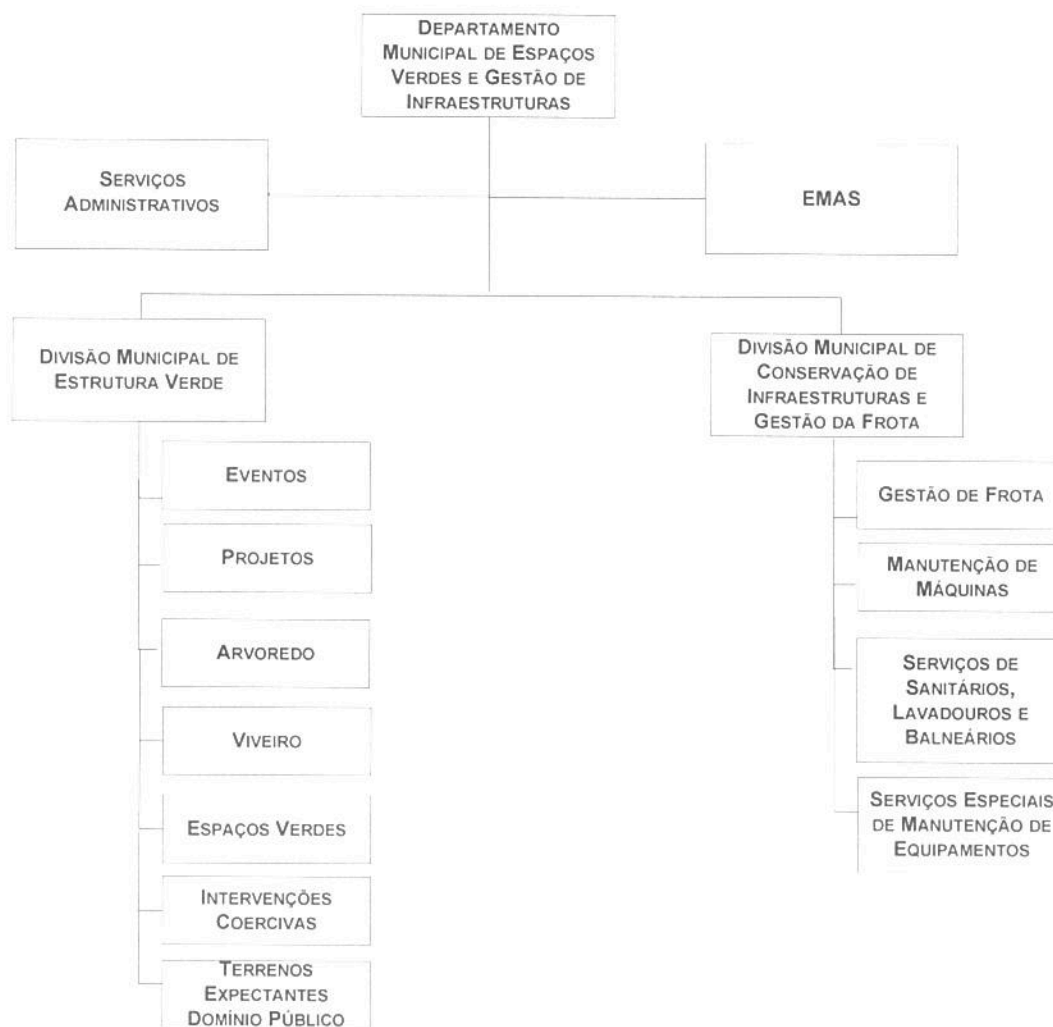 DEPARTAMENTO
MUNICIPAL DE ESPAÇOS
VERDES E GESTÃO DE
INFRAESTRUTURAS
SERVIÇOS
ADMINISTRATIVOS
EMAS
DIVISÃO MUNICIPAL DE
ESTRUTURA VERDE
DIVISÃO MUNICIPAL DE
CONSERVAÇÃO DE
INFRAESTRUTURAS E
GESTÃO DA FROTA
EVENTOS
PROJETOS
ARVOREDO
VIVEIRO
ESPAÇOS VERDES
INTERVENÇÕES
COERCIVAS
TERRENOS
EXPECTANTES
DOMÍNIO PÚBLICO
GESTÃO DE FROTA
MANUTENÇÃO DE
MÁQUINAS
SERVIÇOS DE
SANITÁRIOS,
LAVADOUROS E
BALNEÁRIOS
SERVIÇOS ESPECIAIS
DE MANUTENÇÃO DE
EQUIPAMENTOS